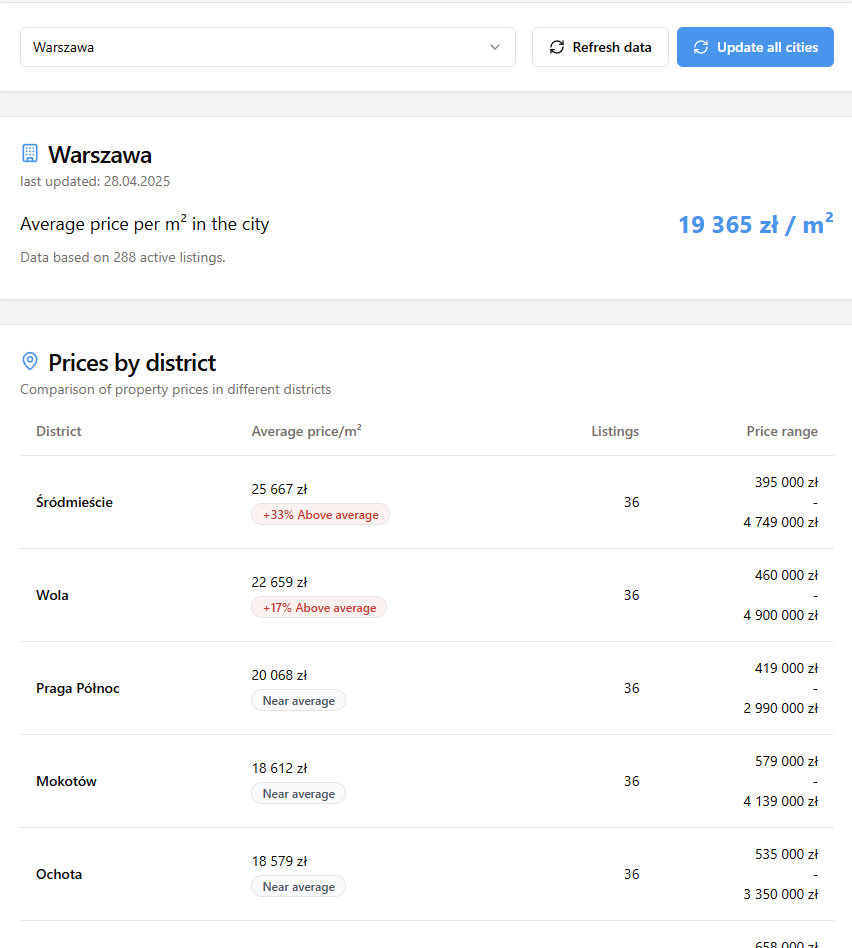 Warszawa
Refresh data
Update all cities
Warszawa
last updated: 28.04.2025
Average price per m² in the city
19 365 zł / m²
Data based on 288 active listings.
Prices by district
Comparison of property prices in different districts
District Average price/m² Listings Price range
Śródmieście
25 667 zł
+33% Above average
36
395 000 zł
-
4 749 000 zł
Wola
22 659 zł
+17% Above average
36
460 000 zł
-
4 900 000 zł
Praga Północ
20 068 zł
Near average
36
419 000 zł
-
2 990 000 zł
Mokotów
18 612 zł
Near average
36
579 000 zł
-
4 139 000 zł
Ochota
18 579 zł
Near average
36
535 000 zł
-
3 350 000 zł
658 000 zł